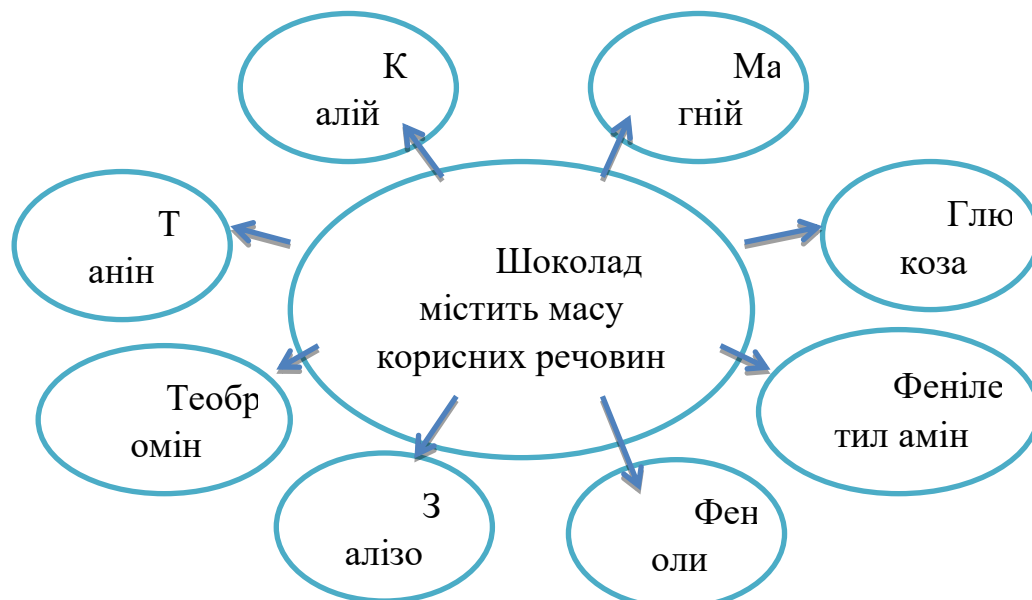 К
алій
Ма
гній
Т
анін
Глю
коза
Шоколад
містить масу
корисних речовин
Теобр
омін
Феніле
тил амін
З
алізо
Фен
оли